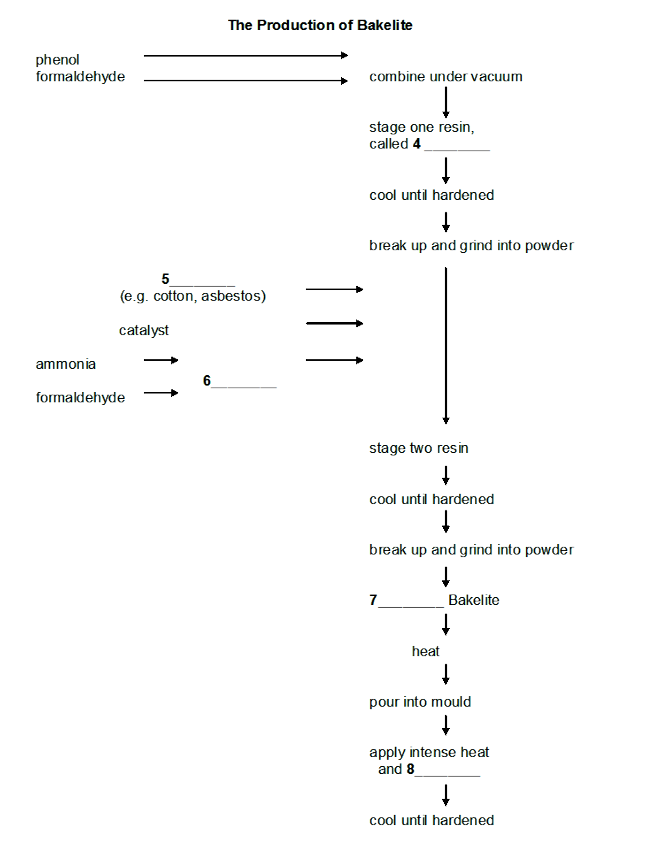 The Production of Bakelite
phenol
formaldehyde
combine under vacuum
stage one resin,
called 4 ________
cool until hardened
break up and grind into powder
5________
(e.g. cotton, asbestos)
catalyst
ammonia
6________
formaldehyde
stage two resin
cool until hardened
break up and grind into powder
7________ Bakelite
heat
pour into mould
apply intense heat
and 8________
cool until hardened